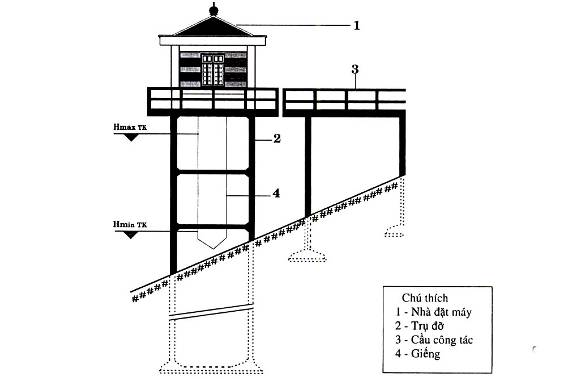 1
3
Hmax TK
2
4
Hmin TK
Chú thích
1 - Nhà đặt máy
2 - Trụ đỡ
3 - Cầu công tác
4 - Giếng